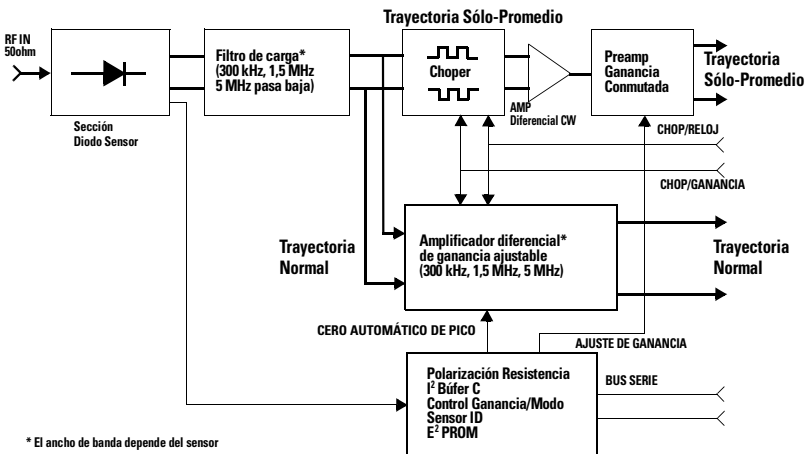 Trayectoria Sólo-Promedio
RF IN
50ohm
Sección
Diodo Sensor
Filtro de carga*
(300 kHz, 1,5 MHz
5 MHz pasa baja)
Choper
AMP
Diferencial CW
Preamp
Ganancia
Conmutada
Trayectoria
Sólo-Promedio
CHOP/RELOJ
CHOP/GANANCIA
Trayectoria
Normal
Amplificador diferencial*
de ganancia ajustable
(300 kHz, 1,5 MHz, 5 MHz)
Trayectoria
Normal
CERO AUTOMÁTICO DE PICO
AJUSTE DE GANANCIA
Polarización Resistencia
I² Búfer C
Control Ganancia/Modo
Sensor ID
E² PROM
BUS SERIE
* El ancho de banda depende del sensor